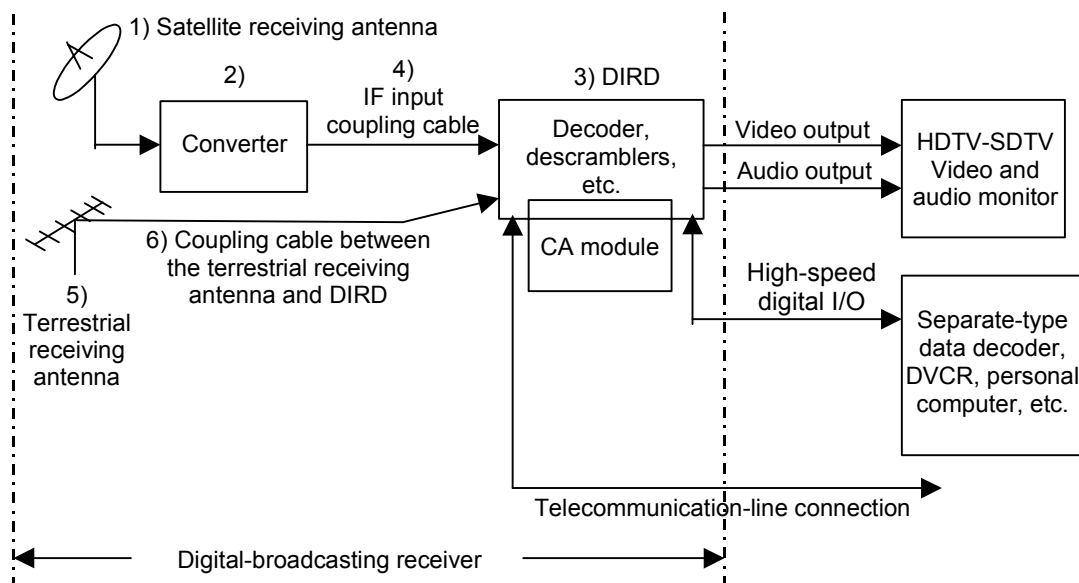 1) Satellite receiving antenna
2)
Converter
4)
IF input
coupling cable
3) DIRD
Decoder,
descramblers,
etc.
CA module
Video output
Audio output
HDTV-SDTV
Video and
audio monitor
5)
Terrestrial
receiving
antenna
6) Coupling cable between
the terrestrial receiving
antenna and DIRD
High-speed
digital I/O
Separate-type
data decoder,
DVCR, personal
computer, etc.
Telecommunication-line connection
Digital-broadcasting receiver